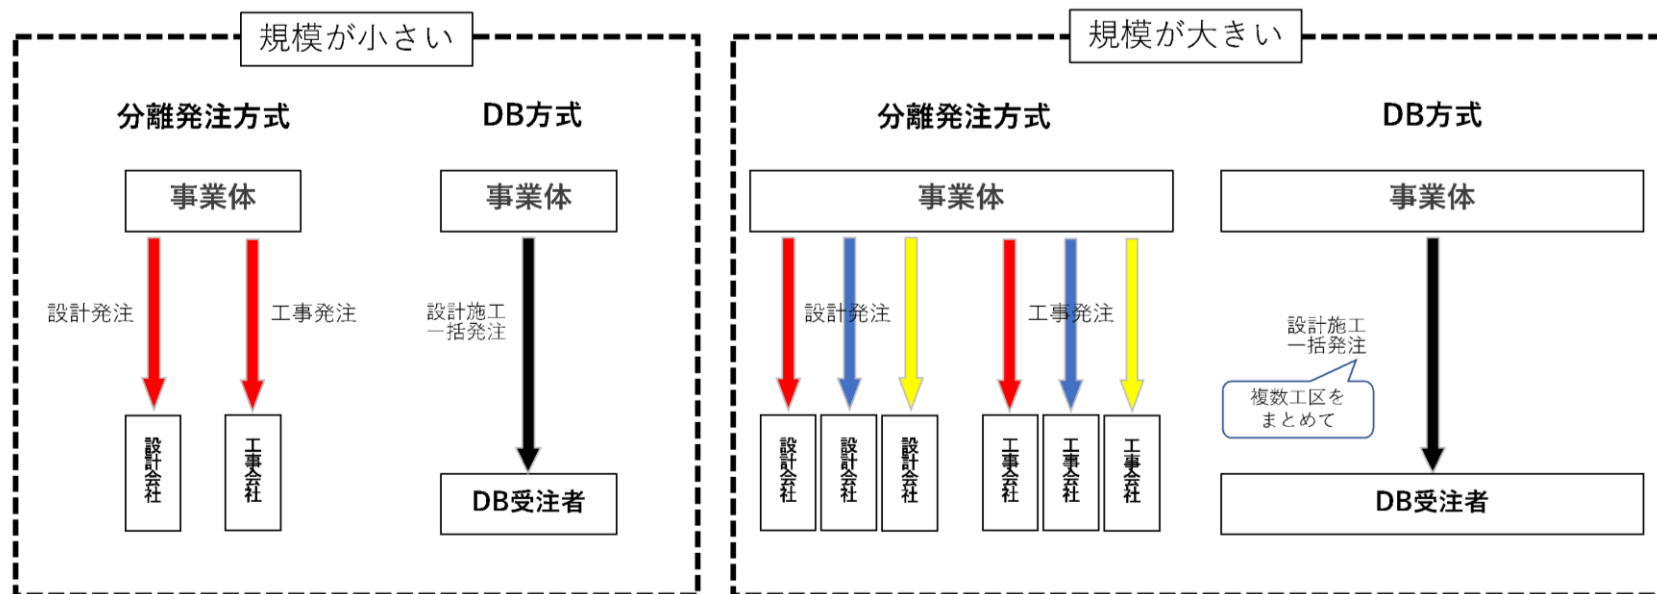 規模が小さい
分離発注方式
DB方式
事業体
事業体
設計発注
工事発注
設計施工
一括発注
設計会社
工事会社
DB受注者
規模が大きい
分離発注方式
DB方式
事業体
事業体
設計発注
工事発注
設計施工
一括発注
複数工区を
まとめて
設計会社
設計会社
設計会社
工事会社
工事会社
工事会社
DB受注者